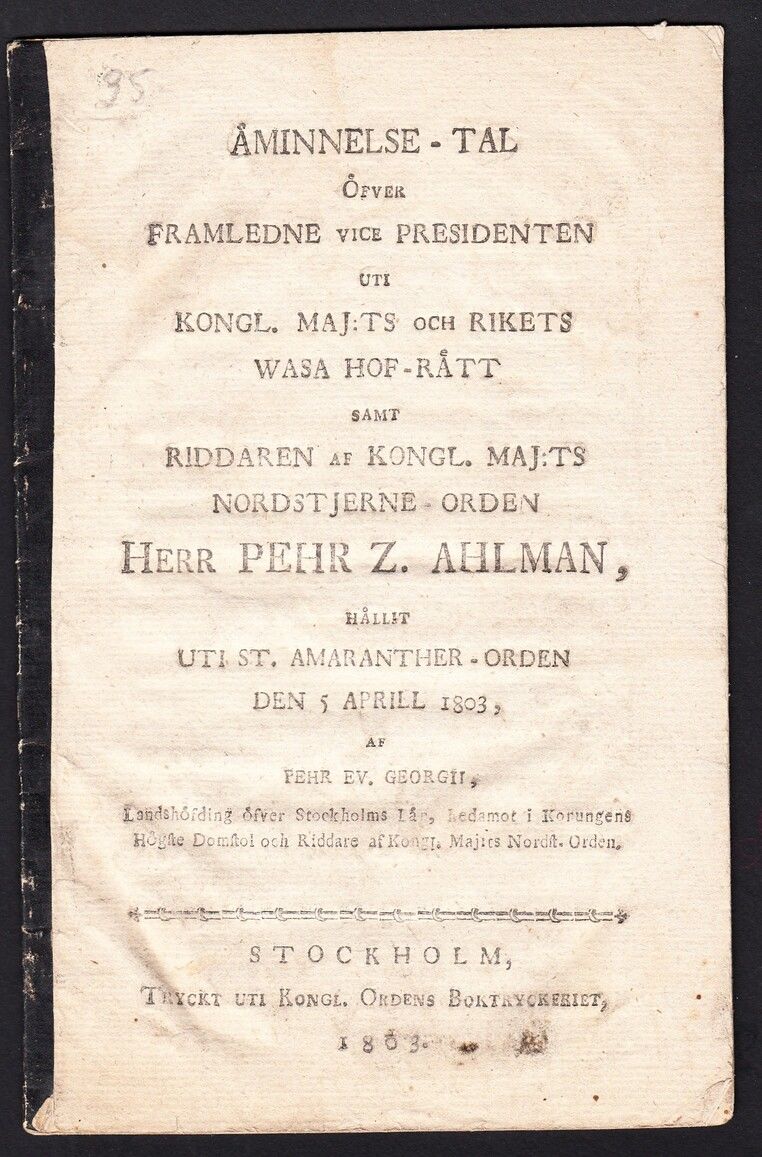 95
ÅMINNELSE - TAL
ÖFVER
FRAMLEDNE VICE PRESIDENTEN
UTI
KONGL. MAJ:TS OCH RIKETS
WASA HOF-RÄTT
SAMT
RIDDAREN AF KONGL. MAJ:TS
NORDSTJERNE-ORDEN
HERR PEHR Z. AHLMAN,
HÅLLIT
UTI ST. AMARANTHER-ORDEN
DEN 5 APRILL 1803,
AF
PEHR EV. GEORGII,
Landshöfding öfver Stockholms Län, Ledamot i Konungens
Högste Domstol och Riddare af Kongl. Maj:ts Nordst. Orden.
STOCKHOLM,
TRYCKT UTI KONGL. ORDENS BOKTRYCKERIET,
1803.